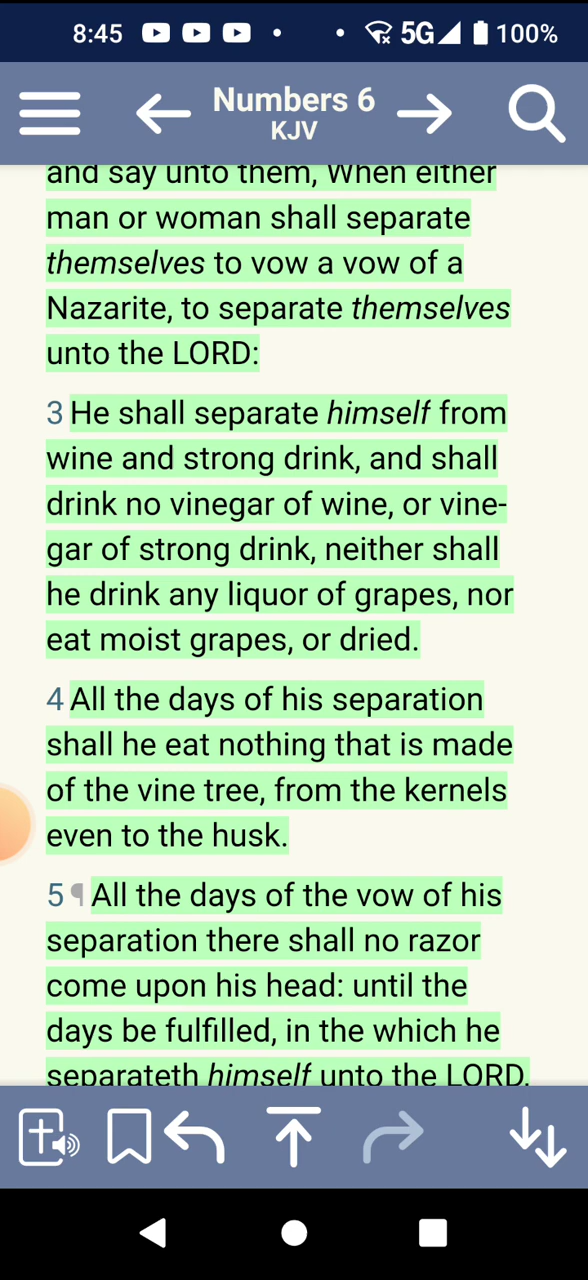 8:45 5G 100%
Numbers 6
KJV
and say unto them, When either
man or woman shall separate
themselves to vow a vow of a
Nazarite, to separate themselves
unto the LORD:
3 He shall separate himself from
wine and strong drink, and shall
drink no vinegar of wine, or vine-
gar of strong drink, neither shall
he drink any liquor of grapes, nor
eat moist grapes, or dried.
4 All the days of his separation
shall he eat nothing that is made
of the vine tree, from the kernels
even to the husk.
5 ¶ All the days of the vow of his
separation there shall no razor
come upon his head: until the
days be fulfilled, in the which he
separateth himself unto the LORD,